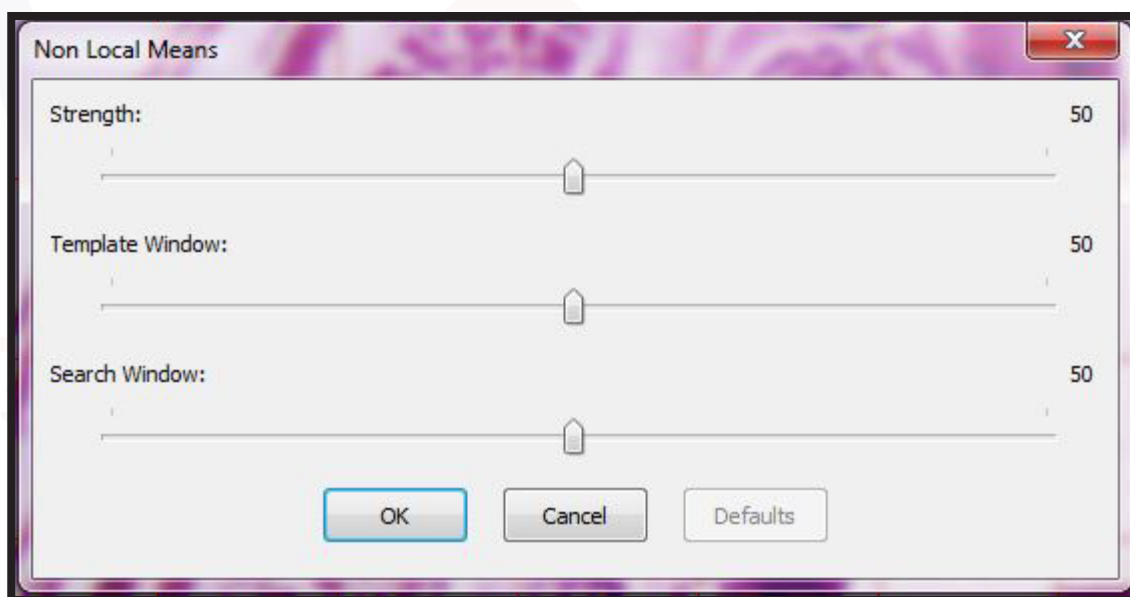 Non Local Means
Strength: 50
Template Window: 50
Search Window: 50
OK Cancel Defaults